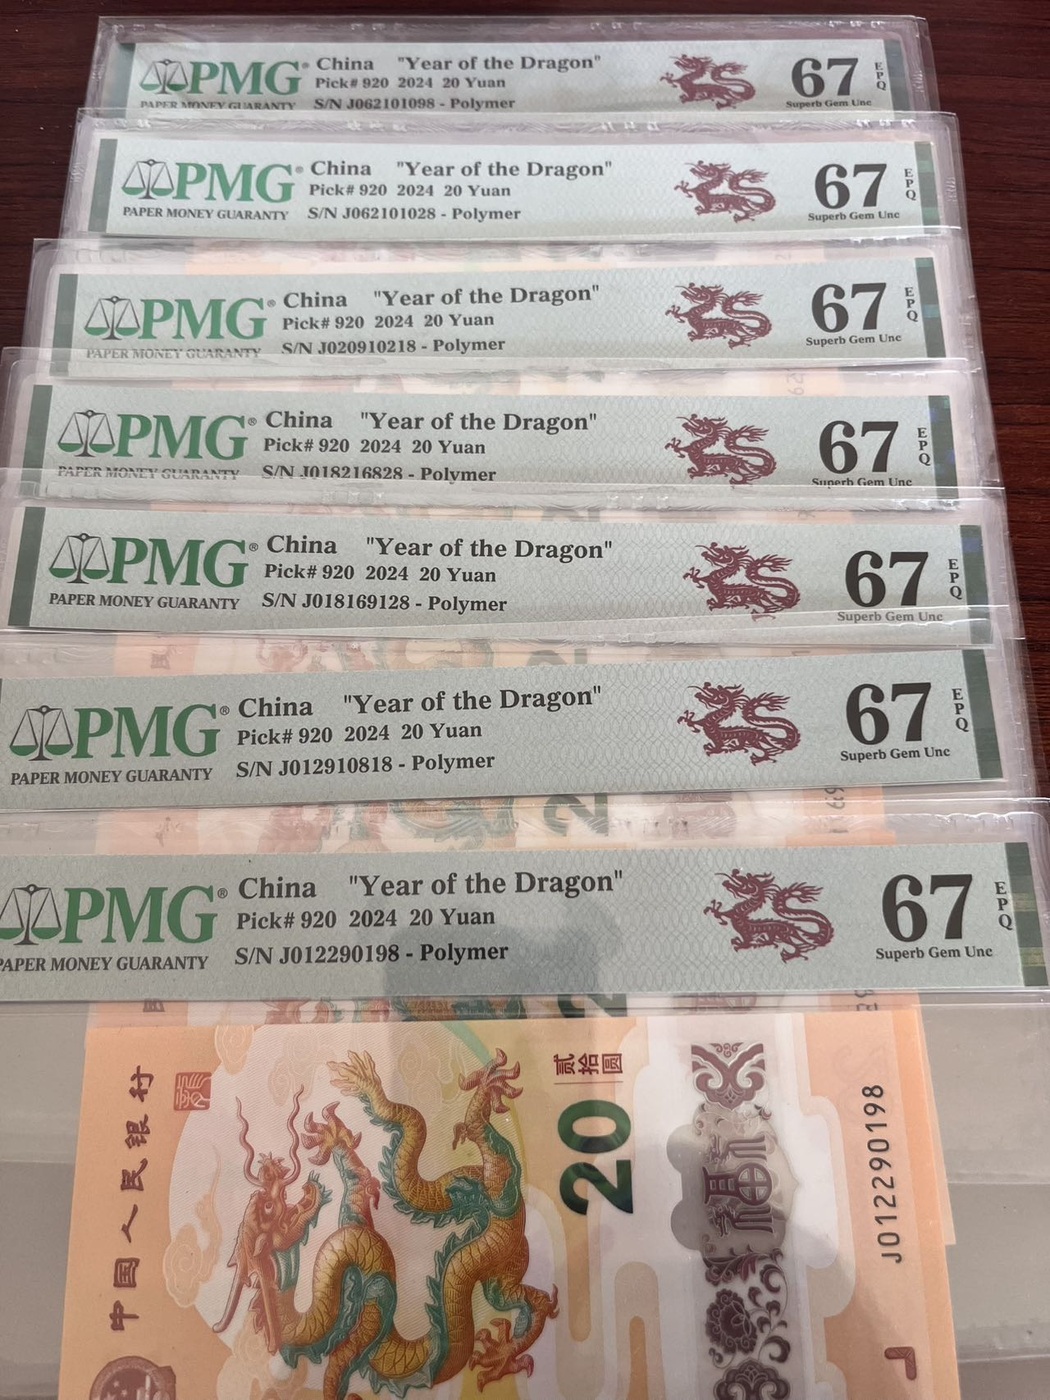 PMG® China "Year of the Dragon" 67 EPQ
Pick# 920 2024 20 Yuan
PAPER MONEY GUARANTY S/N J062101098 - Polymer Superb Gem Unc
PMG® China "Year of the Dragon" 67 EPQ
Pick# 920 2024 20 Yuan
PAPER MONEY GUARANTY S/N J062101028 - Polymer Superb Gem Unc
PMG® China "Year of the Dragon" 67 EPQ
Pick# 920 2024 20 Yuan
PAPER MONEY GUARANTY S/N J020910218 - Polymer Superb Gem Unc
PMG® China "Year of the Dragon" 67 EPQ
Pick# 920 2024 20 Yuan
PAPER MONEY GUARANTY S/N J018216828 - Polymer Superb Gem Unc
PMG® China "Year of the Dragon" 67 EPQ
Pick# 920 2024 20 Yuan
PAPER MONEY GUARANTY S/N J018169128 - Polymer Superb Gem Unc
PMG® China "Year of the Dragon" 67 EPQ
Pick# 920 2024 20 Yuan
PAPER MONEY GUARANTY S/N J012910818 - Polymer Superb Gem Unc
PMG® China "Year of the Dragon" 67 EPQ
Pick# 920 2024 20 Yuan
PAPER MONEY GUARANTY S/N J012290198 - Polymer Superb Gem Unc
中国人民银行
贰拾圆
20
J012290198